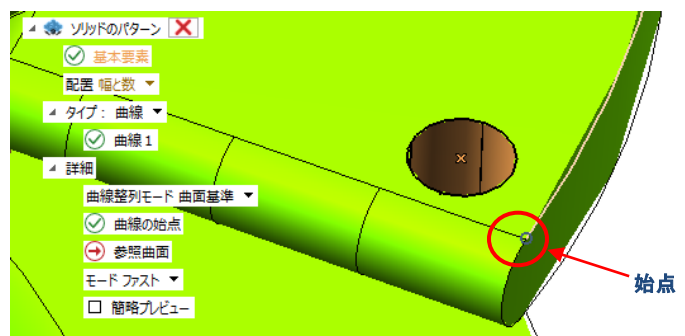 ソリッドのパターン
基本要素
配置 幅と数
タイプ： 曲線
曲線 1
詳細
曲線整列モード 曲面基準
曲線の始点
参照曲面
モード ファスト
簡略プレビュー
始点